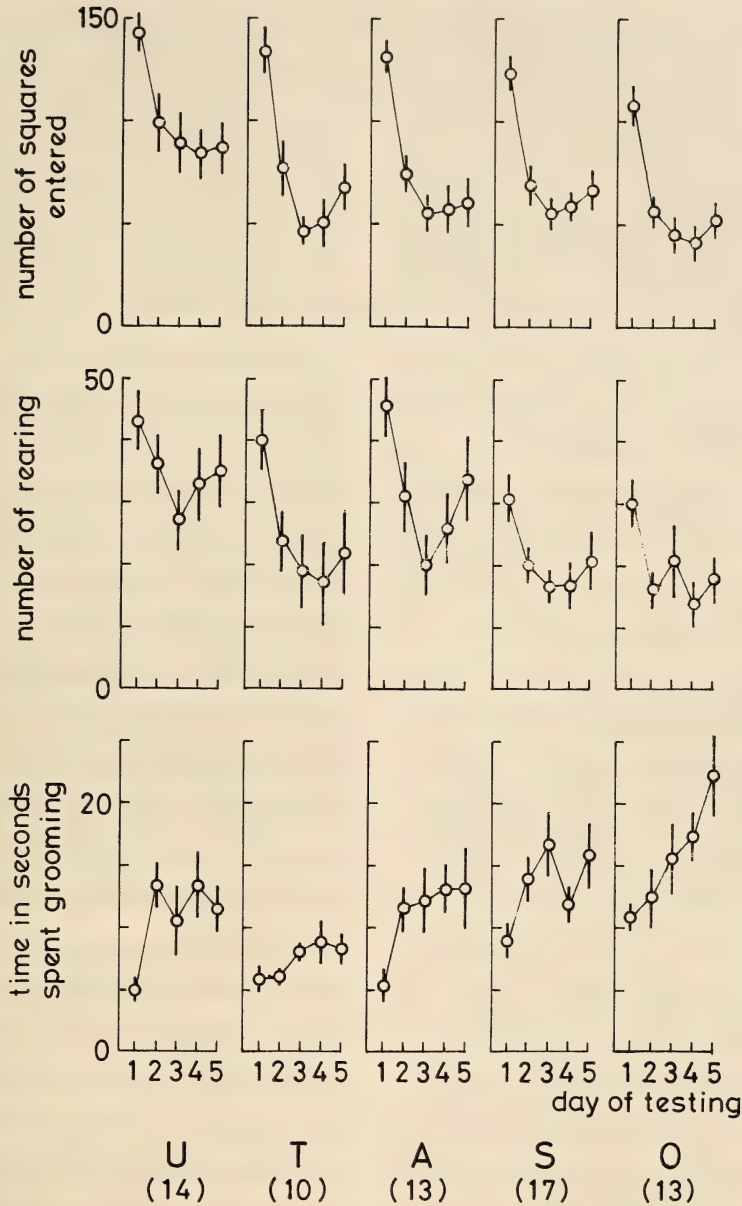 150
number of squares
entered
0
50
number of rearing
0
20
time in seconds
spent grooming
0
1 2 3 4 5 1 2 3 4 5 1 2 3 4 5 1 2 3 4 5 1 2 3 4 5
day of testing
U T A S O
(14) (10) (13) (17) (13)